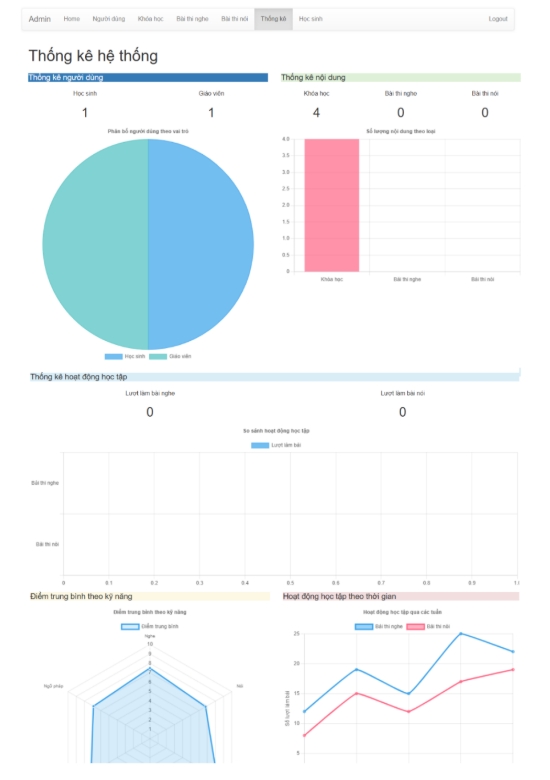 Admin Home Người dùng Khóa học Bài thi nghe Bài thi nói Thống kê Học sinh Logout
Thống kê hệ thống
Thống kê người dùng
Học sinh Giáo viên
1 1
Phân bố người dùng theo vai trò
Học sinh Giáo viên
Thống kê nội dung
Khóa học Bài thi nghe Bài thi nói
4 0 0
Số lượng nội dung theo loại
4.0
3.5
3.0
2.5
2.0
1.5
1.0
0.5
0
Khóa học Bài thi nghe Bài thi nói
Thống kê hoạt động học tập
Lượt làm bài nghe Lượt làm bài nói
0 0
So sánh hoạt động học tập
Lượt làm bài
Bài thi nghe
Bài thi nói
0 0.1 0.2 0.3 0.4 0.5 0.6 0.7 0.8 0.9 1.0
Điểm trung bình theo kỹ năng
Điểm trung bình theo kỹ năng
Điểm trung bình
Nghe
10
9
8
7
6
5
4
3
2
1
Ngữ pháp Nói
Hoạt động học tập theo thời gian
Hoạt động học tập qua các tuần
Bài thi nghe Bài thi nói
25
20
15
10
5
Số lượt làm bài